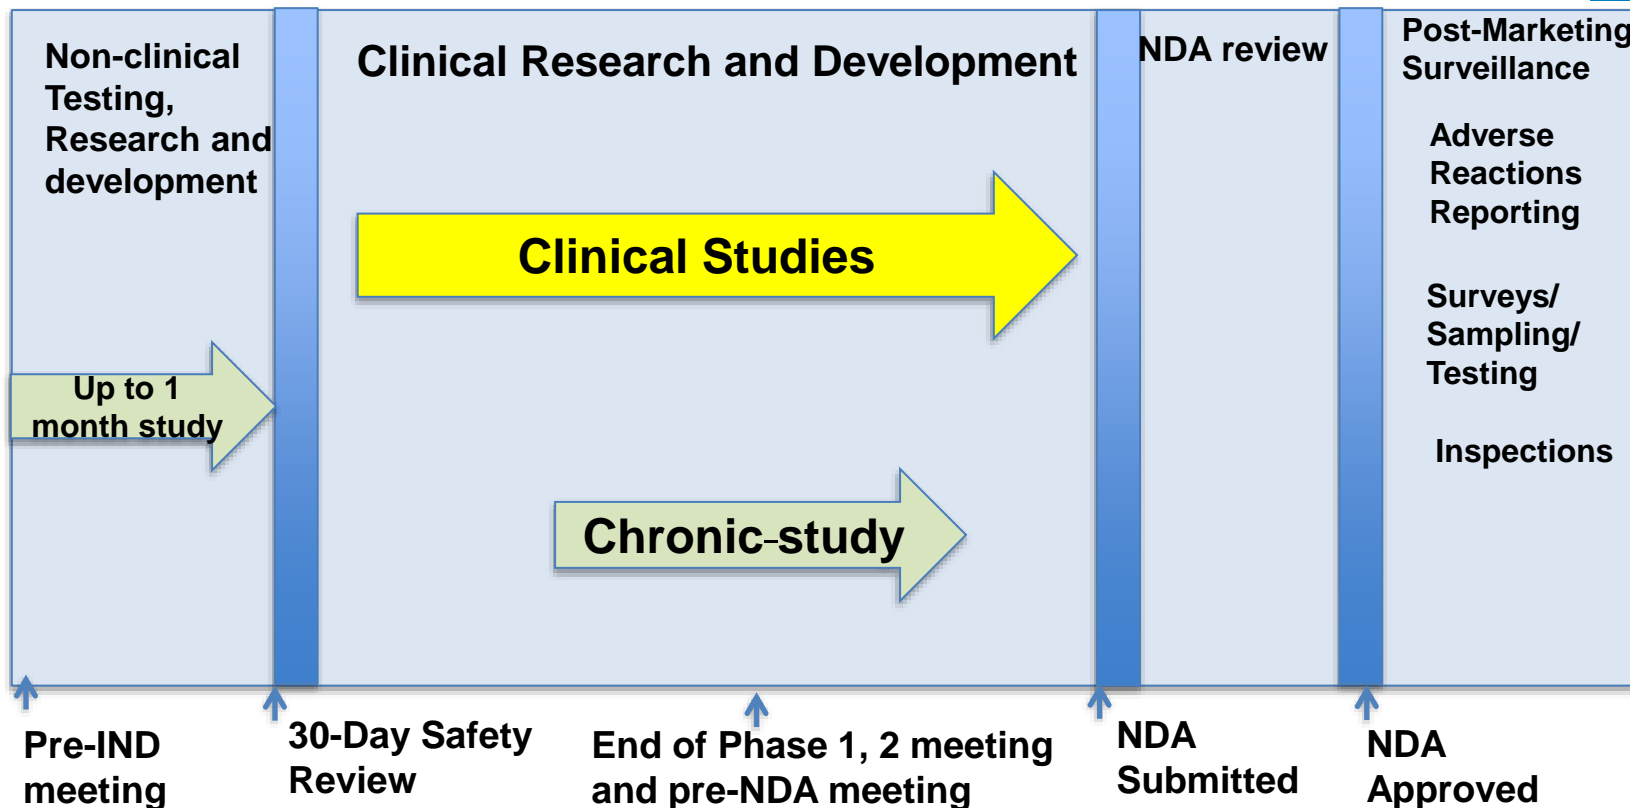 Non-clinical
Testing,
Research and
development
Up to 1
month study
Clinical Research and Development
Clinical Studies
Chronic-study
NDA review
Post-Marketing
Surveillance
Adverse
Reactions
Reporting
Surveys/
Sampling/
Testing
Inspections
Pre-IND
meeting
30-Day Safety
Review
End of Phase 1, 2 meeting
and pre-NDA meeting
NDA
Submitted
NDA
Approved